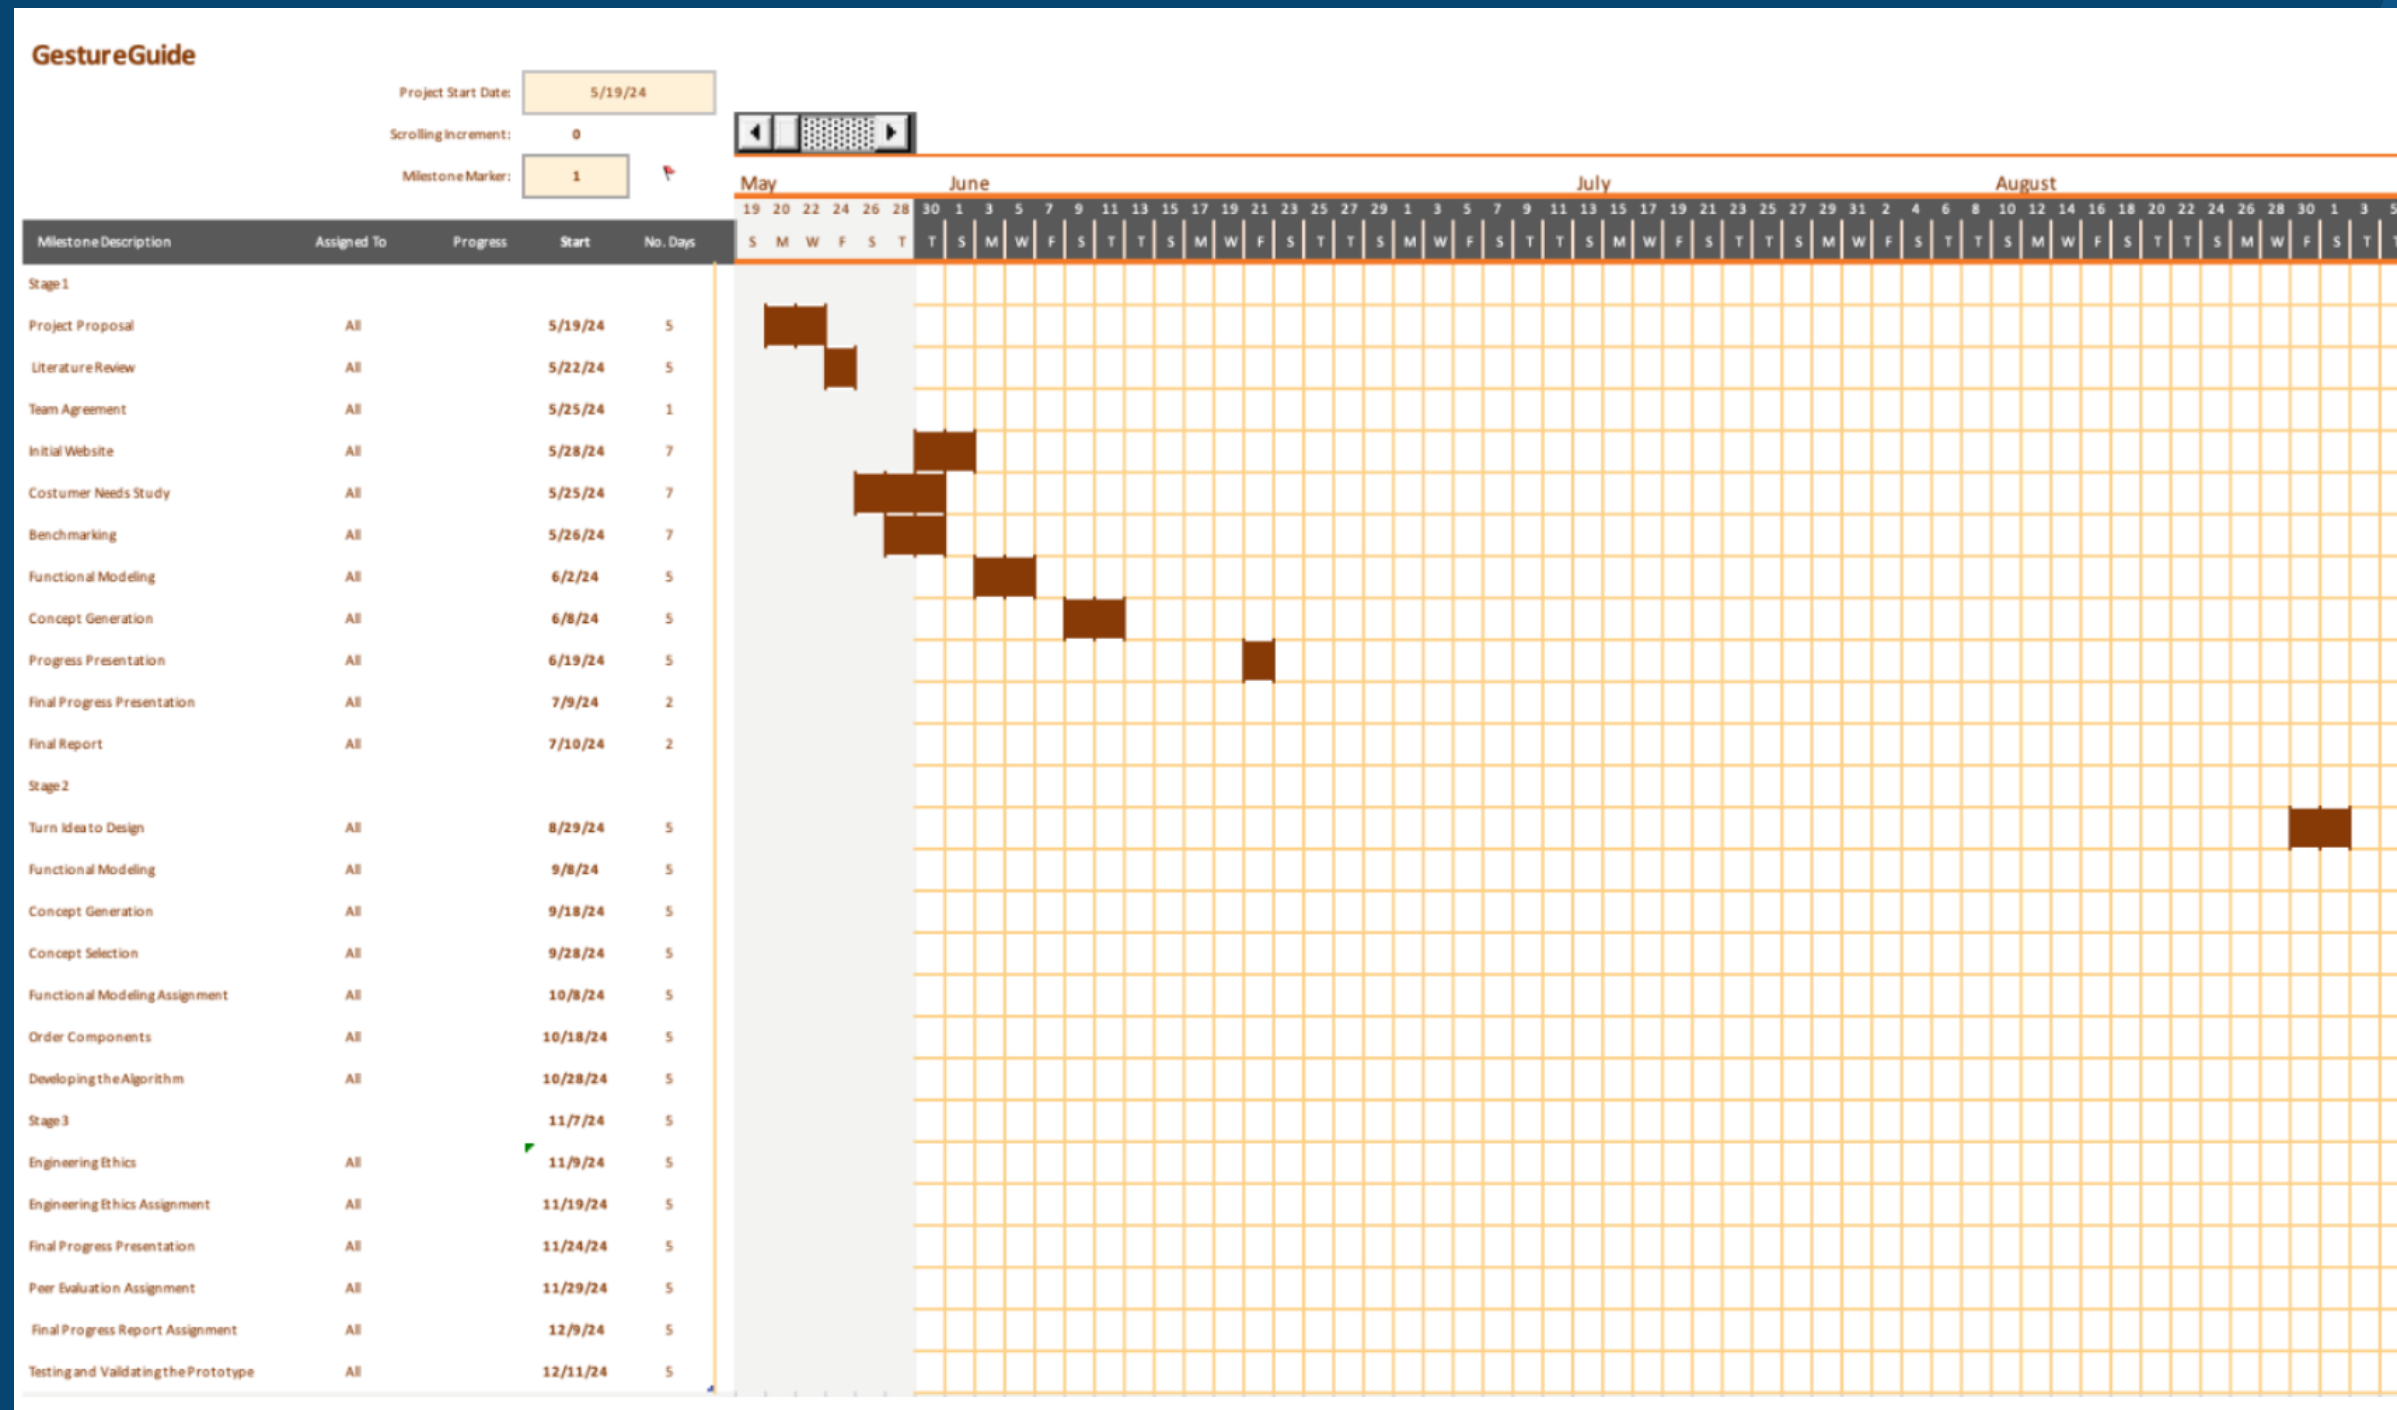 GestureGuide
Project Start Date: 5/19/24
Scrolling Increment: 0
Milestone Marker: 1
May June July August
19 20 22 24 26 28 30 1 3 5 7 9 11 13 15 17 19 21 23 25 27 29 1 3 5 7 9 11 13 15 17 19 21 23 25 27 29 31 2 4 6 8 10 12 14 16 18 20 22 24 26 28 30 1 3 5
Milestone Description Assigned To Progress Start No. Days S M W F S T T S M W F S T T S M W F S T T S M W F S T T S M W F S T T S M W F S T T S M W F S T T S M W F S T T
Stage 1
Project Proposal All 5/19/24 5
Literature Review All 5/22/24 5
Team Agreement All 5/25/24 1
Initial Website All 5/28/24 7
Costumer Needs Study All 5/25/24 7
Benchmarking All 5/26/24 7
Functional Modeling All 6/2/24 5
Concept Generation All 6/8/24 5
Progress Presentation All 6/19/24 5
Final Progress Presentation All 7/9/24 2
Final Report All 7/10/24 2
Stage 2
Turn Idea to Design All 8/29/24 5
Functional Modeling All 9/8/24 5
Concept Generation All 9/18/24 5
Concept Selection All 9/28/24 5
Functional Modeling Assignment All 10/8/24 5
Order Components All 10/18/24 5
Developing the Algorithm All 10/28/24 5
Stage 3 11/7/24 5
Engineering Ethics All 11/9/24 5
Engineering Ethics Assignment All 11/19/24 5
Final Progress Presentation All 11/24/24 5
Peer Evaluation Assignment All 11/29/24 5
Final Progress Report Assignment All 12/9/24 5
Testing and Vaildating the Prototype All 12/11/24 5